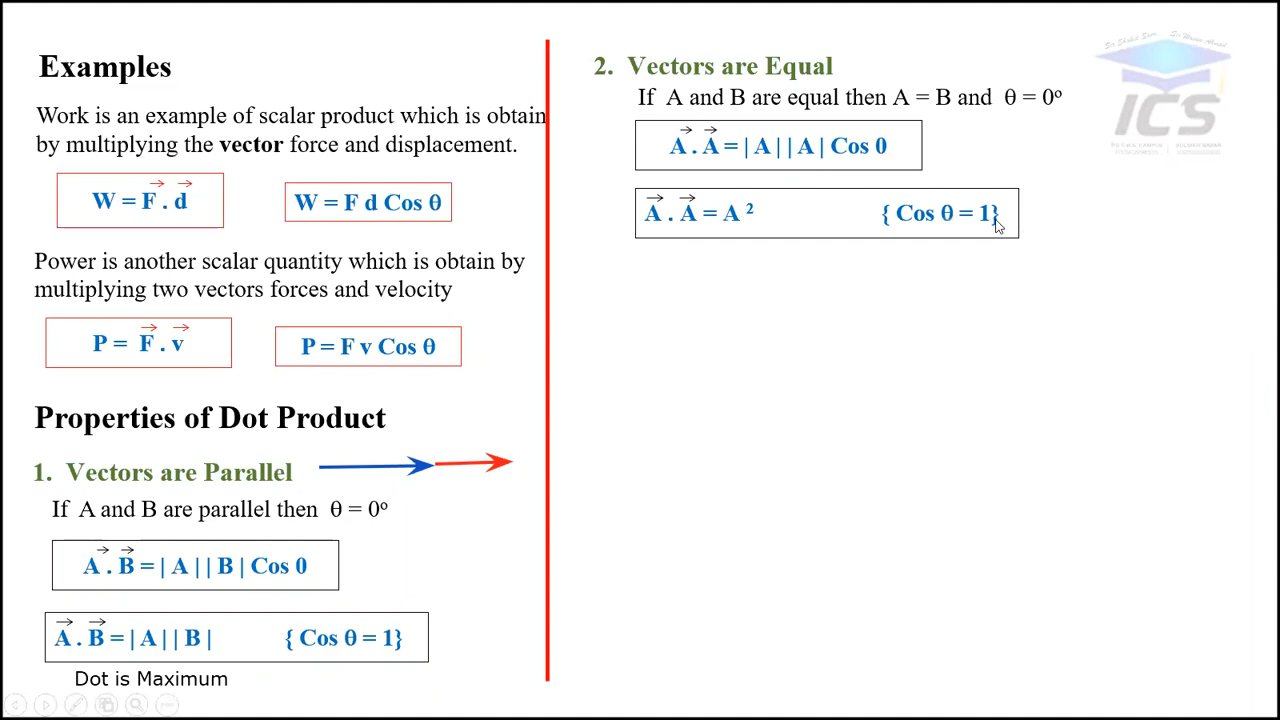 Examples
Work is an example of scalar product which is obtain
by multiplying the vector force and displacement.
W = F . d
W = F d Cos θ
Power is another scalar quantity which is obtain by
multiplying two vectors forces and velocity
P = F . v
P = F v Cos θ
Properties of Dot Product
1. Vectors are Parallel
If A and B are parallel then θ = 0º
A . B = | A | | B | Cos 0
A . B = | A | | B | { Cos θ = 1}
Dot is Maximum
2. Vectors are Equal
If A and B are equal then A = B and θ = 0º
A . A = | A | | A | Cos 0
A . A = A ² { Cos θ = 1}
ICS